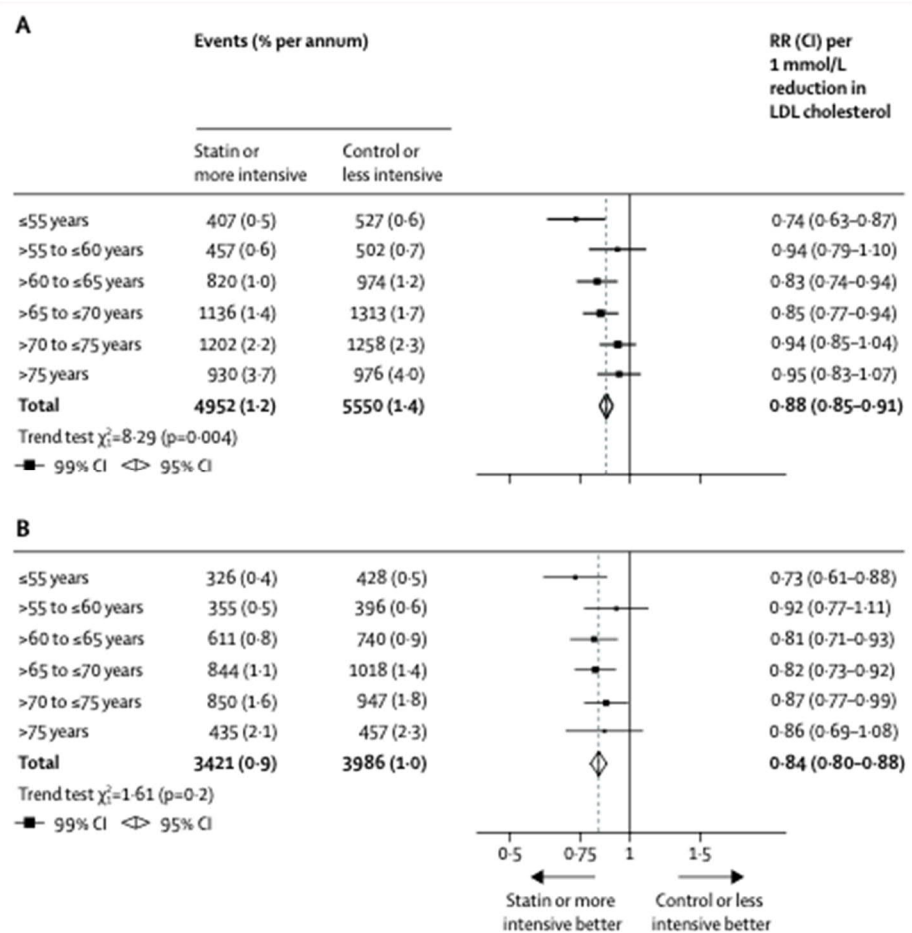 A
Events (% per annum)
RR (CI) per
1 mmol/L
reduction in
LDL cholesterol
Statin or
more intensive
Control or
less intensive
≤55 years 407 (0·5) 527 (0·6) 0·74 (0·63–0·87)
>55 to ≤60 years 457 (0·6) 502 (0·7) 0·94 (0·79–1·10)
>60 to ≤65 years 820 (1·0) 974 (1·2) 0·83 (0·74–0·94)
>65 to ≤70 years 1136 (1·4) 1313 (1·7) 0·85 (0·77–0·94)
>70 to ≤75 years 1202 (2·2) 1258 (2·3) 0·94 (0·85–1·04)
>75 years 930 (3·7) 976 (4·0) 0·95 (0·83–1·07)
Total 4952 (1·2) 5550 (1·4) 0·88 (0·85–0·91)
Trend test χ²₁=8·29 (p=0·004)
99% CI 95% CI
B
≤55 years 326 (0·4) 428 (0·5) 0·73 (0·61–0·88)
>55 to ≤60 years 355 (0·5) 396 (0·6) 0·92 (0·77–1·11)
>60 to ≤65 years 611 (0·8) 740 (0·9) 0·81 (0·71–0·93)
>65 to ≤70 years 844 (1·1) 1018 (1·4) 0·82 (0·73–0·92)
>70 to ≤75 years 850 (1·6) 947 (1·8) 0·87 (0·77–0·99)
>75 years 435 (2·1) 457 (2·3) 0·86 (0·69–1·08)
Total 3421 (0·9) 3986 (1·0) 0·84 (0·80–0·88)
Trend test χ²₁=1·61 (p=0·2)
99% CI 95% CI
0·5 0·75 1 1·5
Statin or more
intensive better
Control or less
intensive better